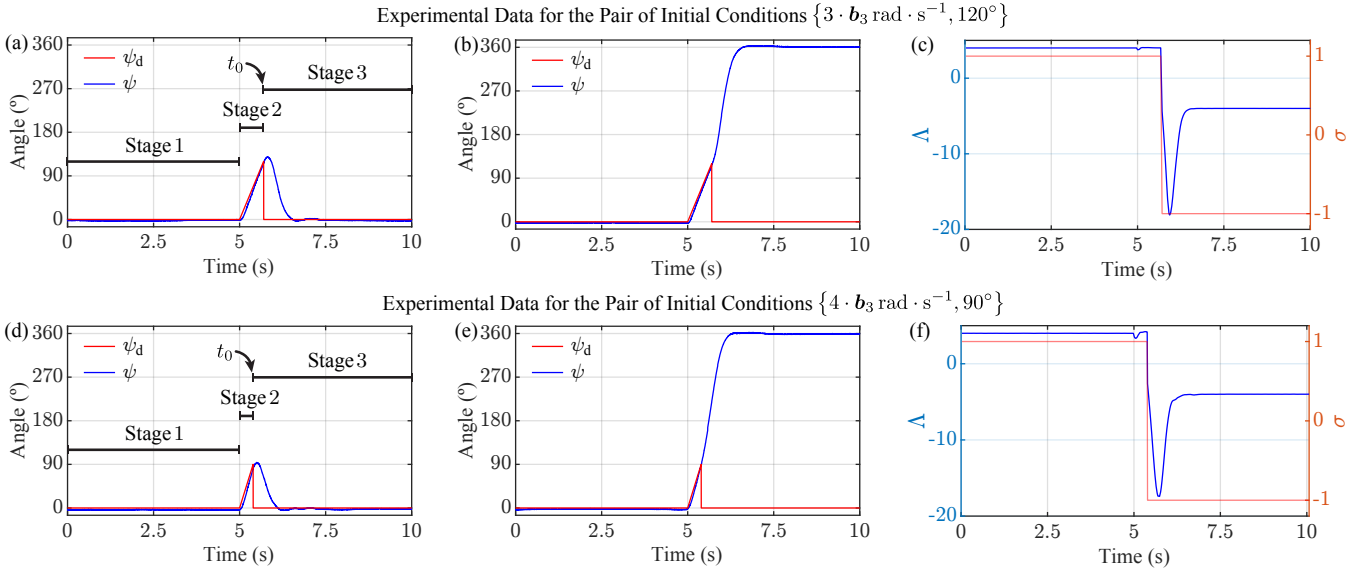 Experimental Data for the Pair of Initial Conditions {3 · b₃ rad · s⁻¹, 120°}
(a)
360
270
180
90
0
Angle (º)
ψ_d
ψ
t₀
Stage 3
Stage 2
Stage 1
0 2.5 5 7.5 10
Time (s)
(b)
360
270
180
90
0
Angle (º)
ψ_d
ψ
0 2.5 5 7.5 10
Time (s)
(c)
0
-10
-20
Λ
1
0
-1
σ
0 2.5 5 7.5 10
Time (s)
Experimental Data for the Pair of Initial Conditions {4 · b₃ rad · s⁻¹, 90°}
(d)
360
270
180
90
0
Angle (º)
ψ_d
ψ
t₀
Stage 3
Stage 2
Stage 1
0 2.5 5 7.5 10
Time (s)
(e)
360
270
180
90
0
Angle (º)
ψ_d
ψ
0 2.5 5 7.5 10
Time (s)
(f)
0
-10
-20
Λ
1
0
-1
σ
0 2.5 5 7.5 10
Time (s)